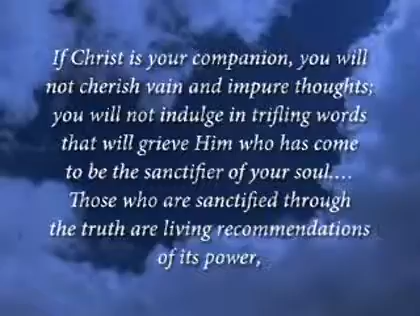 If Christ is your companion, you will
not cherish vain and impure thoughts;
you will not indulge in trifling words
that will grieve Him who has come
to be the sanctifier of your soul....
Those who are sanctified through
the truth are living recommendations
of its power,